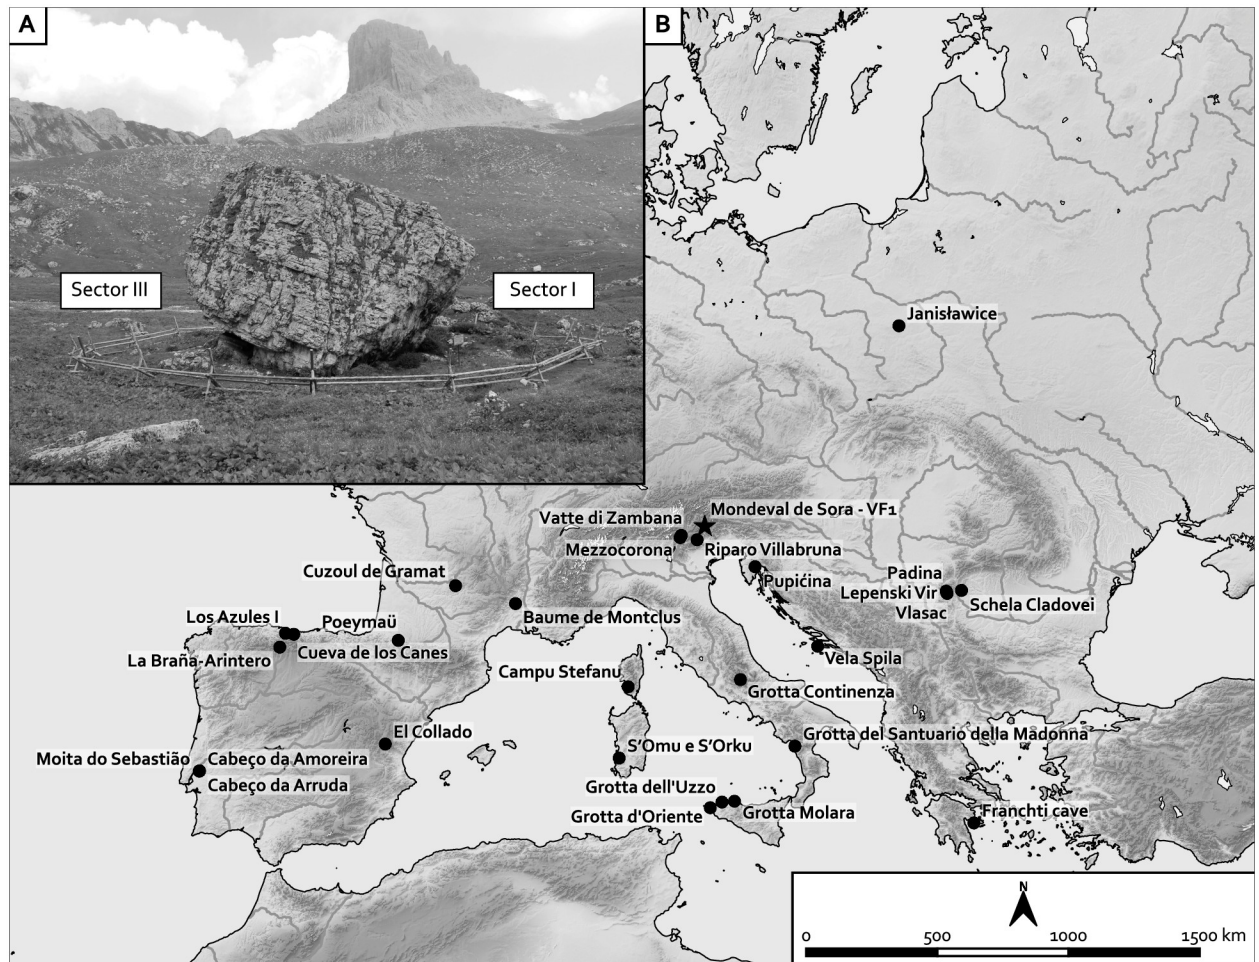 A
B
Sector III
Sector I
Janisławice
Mondeval de Sora - VF1
Vatte di Zambana
Mezzocorona
Riparo Villabruna
Cuzoul de Gramat
Pupićina
Padina
Lepenski Vir
Vlasac
Schela Cladovei
Los Azules I
Poeymaü
Baume de Montclus
La Braña-Arintero
Cueva de los Canes
Vela Spila
Campu Stefanu
Grotta Continenza
El Collado
Grotta del Santuario della Madonna
S'Omu e S'Orku
Moita do Sebastião
Cabeço da Amoreira
Cabeço da Arruda
Grotta dell'Uzzo
Grotta d'Oriente
Grotta Molara
Franchti cave
N
0 500 1000 1500 km